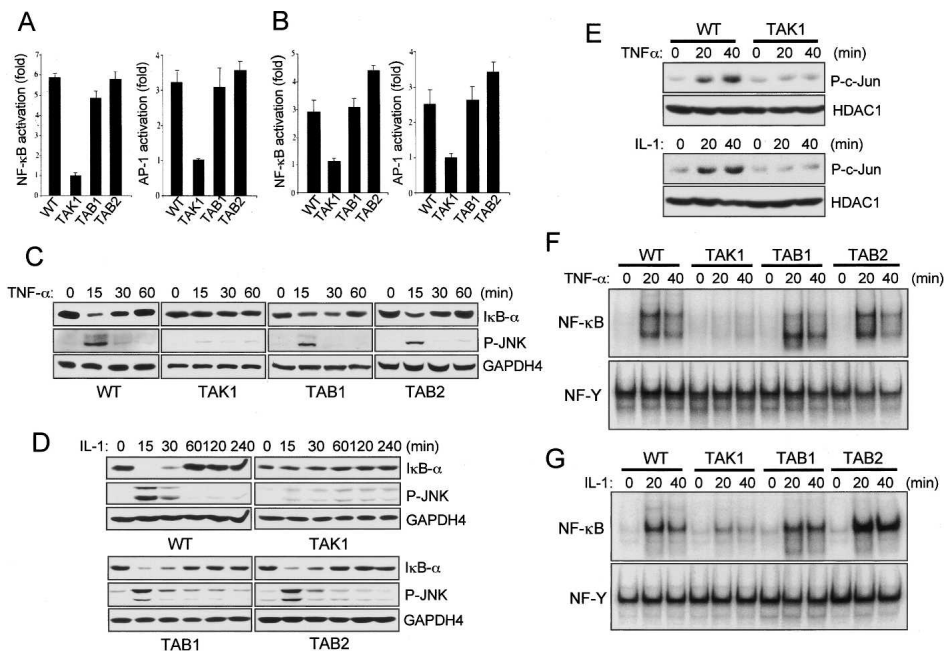 A
NF-κB activation (fold)
6
5
4
3
2
1
0
WT
TAK1
TAB1
TAB2
AP-1 activation (fold)
4
3
2
1
0
WT
TAK1
TAB1
TAB2
B
NF-κB activation (fold)
5
4
3
2
1
0
WT
TAK1
TAB1
TAB2
AP-1 activation (fold)
4
3
2
1
0
WT
TAK1
TAB1
TAB2
C
TNF-α: 0 15 30 60 0 15 30 60 0 15 30 60 0 15 30 60 (min)
IκB-α
P-JNK
GAPDH4
WT TAK1 TAB1 TAB2
D
IL-1: 0 15 30 60 120 240 0 15 30 60 120 240 (min)
IκB-α
P-JNK
GAPDH4
WT TAK1
IκB-α
P-JNK
GAPDH4
TAB1 TAB2
E
WT TAK1
TNFα: 0 20 40 0 20 40 (min)
P-c-Jun
HDAC1
IL-1: 0 20 40 0 20 40 (min)
P-c-Jun
HDAC1
F
WT TAK1 TAB1 TAB2
TNF-α: 0 20 40 0 20 40 0 20 40 0 20 40 (min)
NF-κB
NF-Y
G
WT TAK1 TAB1 TAB2
IL-1: 0 20 40 0 20 40 0 20 40 0 20 40 (min)
NF-κB
NF-Y